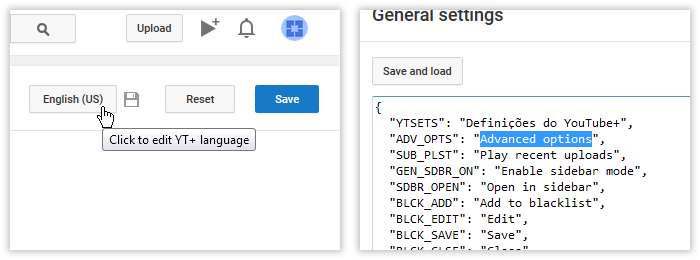 Upload
English (US)
Reset
Save
Click to edit YT+ language
General settings
Save and load
{
"YTSETS": "Definições do YouTube+",
"ADV_OPTS": "Advanced options",
"SUB_PLST": "Play recent uploads",
"GEN_SDBR_ON": "Enable sidebar mode",
"SDBR_OPEN": "Open in sidebar",
"BLCK_ADD": "Add to blacklist",
"BLCK_EDIT": "Edit",
"BLCK_SAVE": "Save",
"BLCK_CLSE": "Close"